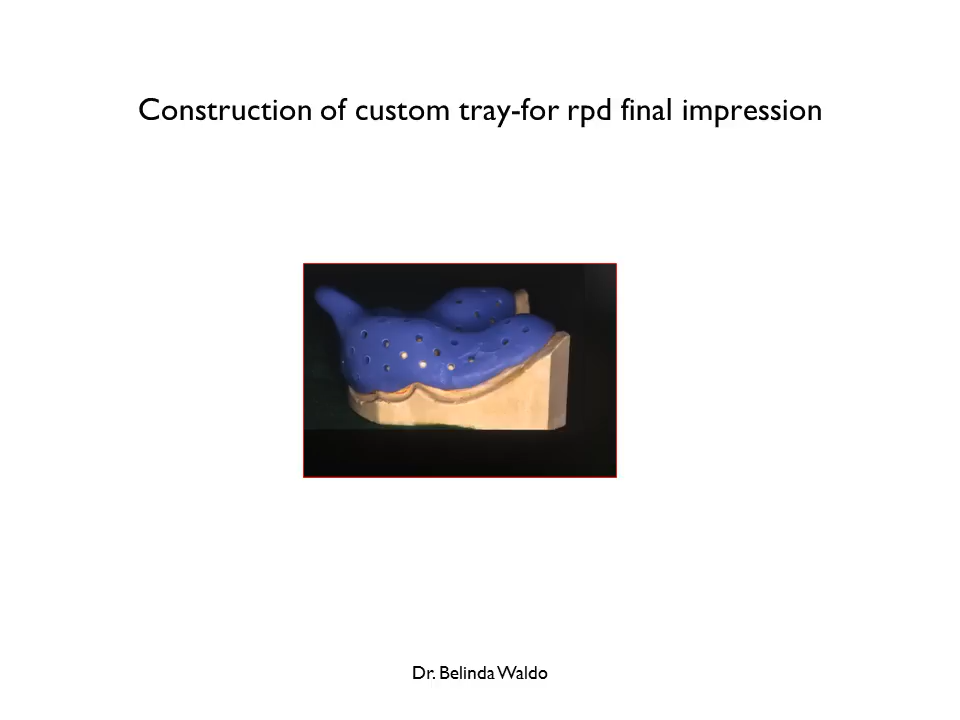 Construction of custom tray-for rpd final impression
Dr. Belinda Waldo